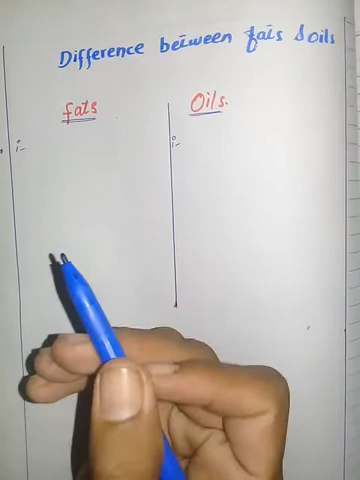 Difference between fats & oils
fats
Oils.
i-
i-